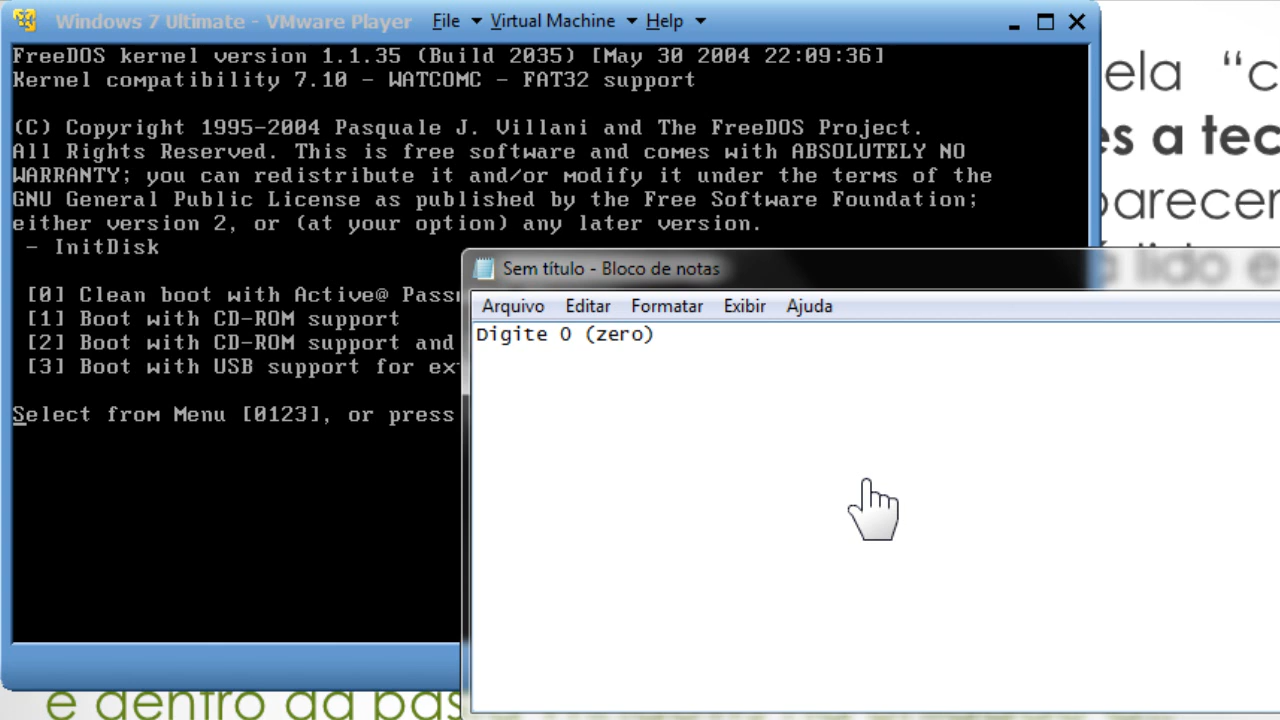 Windows 7 Ultimate - VMware Player File Virtual Machine Help
FreeDOS kernel version 1.1.35 (Build 2035) [May 30 2004 22:09:36]
Kernel compatibility 7.10 - WATCOMC - FAT32 support
(C) Copyright 1995-2004 Pasquale J. Villani and The FreeDOS Project.
All Rights Reserved. This is free software and comes with ABSOLUTELY NO
WARRANTY; you can redistribute it and/or modify it under the terms of the
GNU General Public License as published by the Free Software Foundation;
either version 2, or (at your option) any later version.
- InitDisk
[0] Clean boot with Active@ Pass
[1] Boot with CD-ROM support
[2] Boot with CD-ROM support and
[3] Boot with USB support for ex
Select from Menu [0123], or press
Sem título - Bloco de notas
Arquivo Editar Formatar Exibir Ajuda
Digite 0 (zero)
ela “c
es a tec
parecer
lido e
e dentro da pas